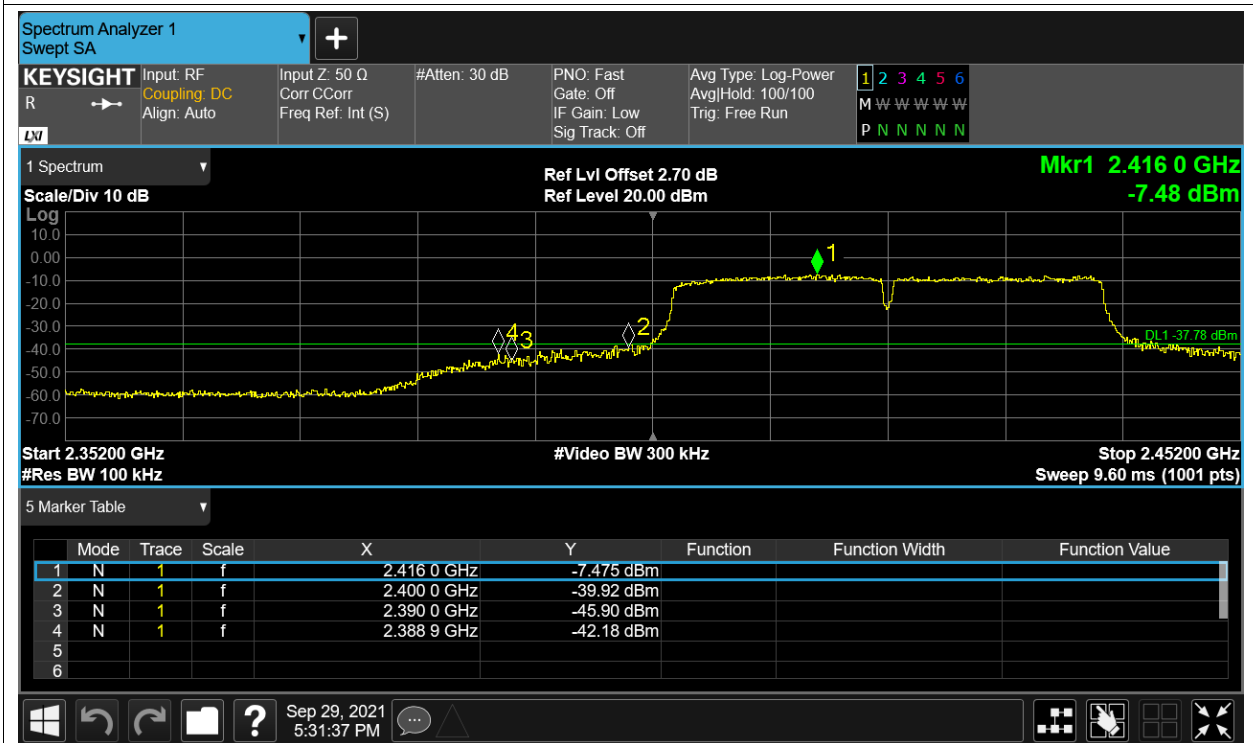 Spectrum Analyzer 1
Swept SA
KEYSIGHT
R
LXI
Input: RF
Coupling: DC
Align: Auto
Input Z: 50 Ω
Corr CCorr
Freq Ref: Int (S)
#Atten: 30 dB
PNO: Fast
Gate: Off
IF Gain: Low
Sig Track: Off
Avg Type: Log-Power
Avg|Hold: 100/100
Trig: Free Run
1 2 3 4 5 6
M W W W W W
P N N N N N
1 Spectrum
Scale/Div 10 dB
Ref Lvl Offset 2.70 dB
Ref Level 20.00 dBm
Mkr1 2.416 0 GHz
-7.48 dBm
Log
10.0
0.00
-10.0
-20.0
-30.0
-40.0
-50.0
-60.0
-70.0
1
2
4 3
DL1 -37.78 dBm
Start 2.35200 GHz
#Video BW 300 kHz
Stop 2.45200 GHz
#Res BW 100 kHz
Sweep 9.60 ms (1001 pts)
5 Marker Table
Mode Trace Scale X Y Function Function Width Function Value
1 N 1 f 2.416 0 GHz -7.475 dBm
2 N 1 f 2.400 0 GHz -39.92 dBm
3 N 1 f 2.390 0 GHz -45.90 dBm
4 N 1 f 2.388 9 GHz -42.18 dBm
5
6
?
Sep 29, 2021
5:31:37 PM